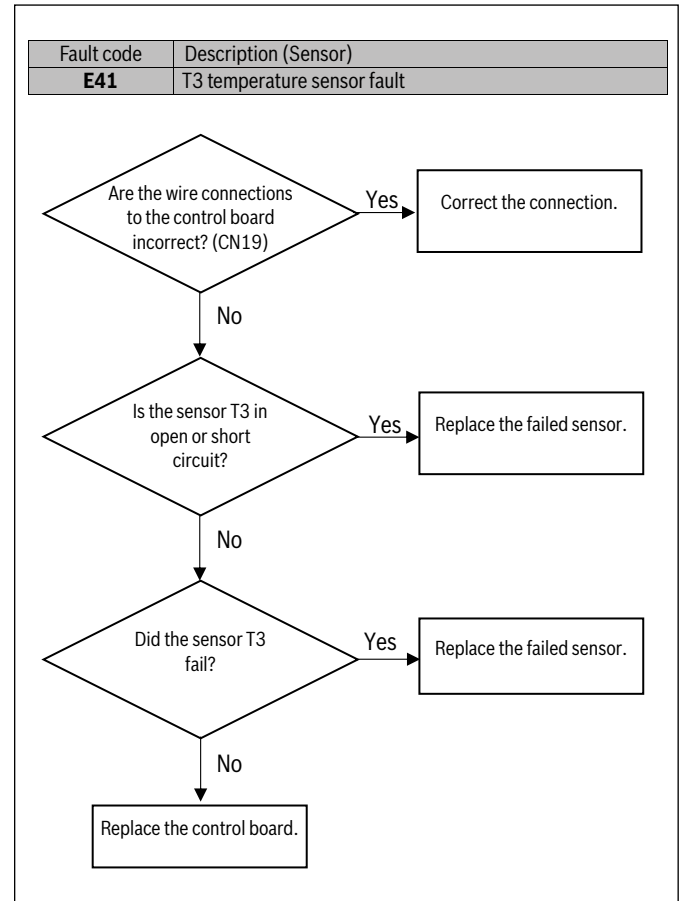 Fault code Description (Sensor)
E41 T3 temperature sensor fault
Are the wire connections
to the control board
incorrect? (CN19)
Yes
Correct the connection.
No
Is the sensor T3 in
open or short
circuit?
Yes
Replace the failed sensor.
No
Did the sensor T3
fail?
Yes
Replace the failed sensor.
No
Replace the control board.